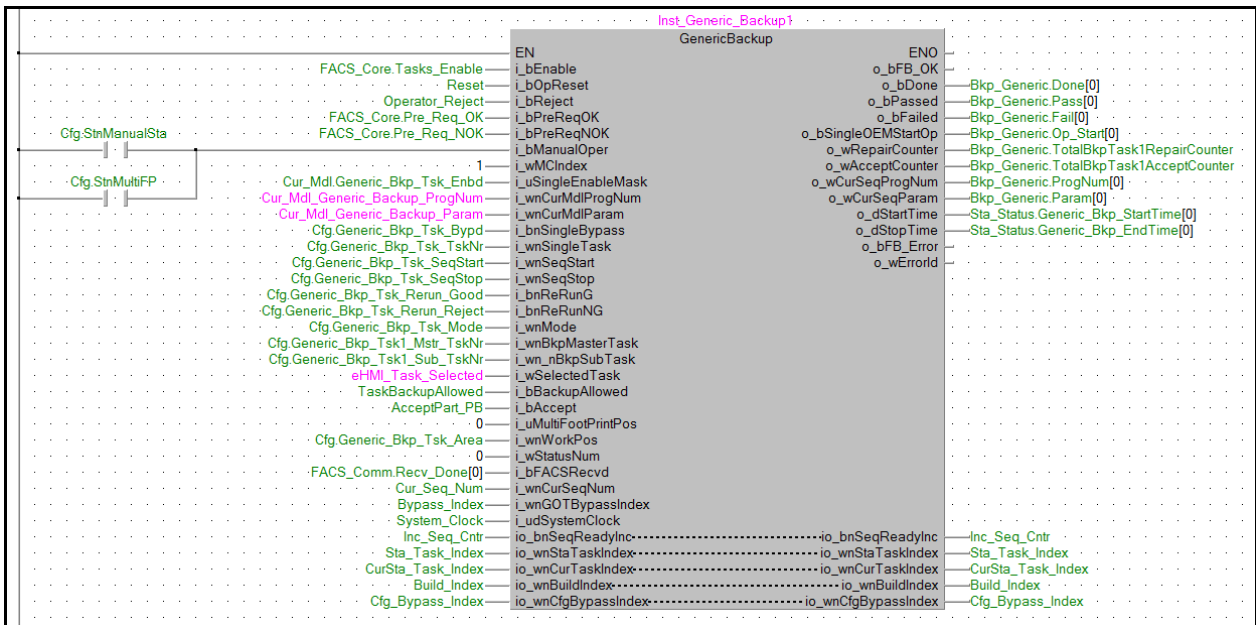 Inst_Generic_Backup1
GenericBackup
EN ENO
FACS_Core.Tasks_Enable i_bEnable o_bFB_OK
Reset i_bOpReset o_bDone Bkp_Generic.Done[0]
Operator_Reject i_bReject o_bPassed Bkp_Generic.Pass[0]
FACS_Core.Pre_Req_OK i_bPreReqOK o_bFailed Bkp_Generic.Fail[0]
Cfg.StnManualSta FACS_Core.Pre_Req_NOK i_bPreReqNOK o_bSingleOEMStartOp Bkp_Generic.Op_Start[0]
i_bManualOper o_wRepairCounter Bkp_Generic.TotalBkpTask1RepairCounter
1 i_wMCIndex o_wAcceptCounter Bkp_Generic.TotalBkpTask1AcceptCounter
Cfg.StnMultiFP Cur_Mdl.Generic_Bkp_Tsk_Enbd i_uSingleEnableMask o_wCurSeqProgNum Bkp_Generic.ProgNum[0]
Cur_Mdl_Generic_Backup_ProgNum i_wnCurMdlProgNum o_wCurSeqParam Bkp_Generic.Param[0]
Cur_Mdl_Generic_Backup_Param i_wnCurMdlParam o_dStartTime Sta_Status.Generic_Bkp_StartTime[0]
Cfg.Generic_Bkp_Tsk_Bypd i_bnSingleBypass o_dStopTime Sta_Status.Generic_Bkp_EndTime[0]
Cfg.Generic_Bkp_Tsk_TskNr i_wnSingleTask o_bFB_Error
Cfg.Generic_Bkp_Tsk_SeqStart i_wnSeqStart o_wErrorId
Cfg.Generic_Bkp_Tsk_SeqStop i_wnSeqStop
Cfg.Generic_Bkp_Tsk_Rerun_Good i_bnReRunG
Cfg.Generic_Bkp_Tsk_Rerun_Reject i_bnReRunNG
Cfg.Generic_Bkp_Tsk_Mode i_wnMode
Cfg.Generic_Bkp_Tsk1_Mstr_TskNr i_wnBkpMasterTask
Cfg.Generic_Bkp_Tsk1_Sub_TskNr i_wn_nBkpSubTask
eHMI_Task_Selected i_wSelectedTask
TaskBackupAllowed i_bBackupAllowed
AcceptPart_PB i_bAccept
0 i_uMultiFootPrintPos
Cfg.Generic_Bkp_Tsk_Area i_wnWorkPos
0 i_wStatusNum
FACS_Comm.Recv_Done[0] i_bFACSRecvd
Cur_Seq_Num i_wnCurSeqNum
Bypass_Index i_wnGOTBypassIndex
System_Clock i_udSystemClock
Inc_Seq_Cntr io_bnSeqReadyInc io_bnSeqReadyInc Inc_Seq_Cntr
Sta_Task_Index io_wnStaTaskIndex io_wnStaTaskIndex Sta_Task_Index
CurSta_Task_Index io_wnCurTaskIndex io_wnCurTaskIndex CurSta_Task_Index
Build_Index io_wnBuildIndex io_wnBuildIndex Build_Index
Cfg_Bypass_Index io_wnCfgBypassIndex io_wnCfgBypassIndex Cfg_Bypass_Index